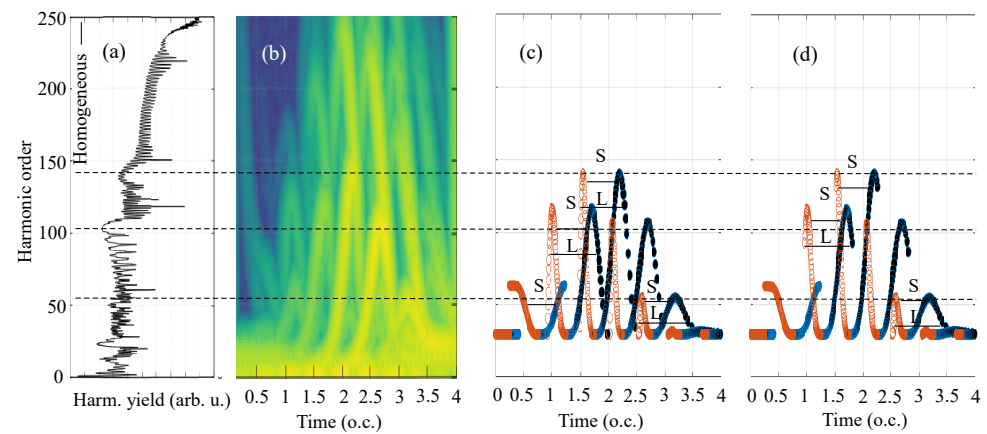 250
200
150
100
50
0
Harmonic order
Homogeneous
(a)
Harm. yield (arb. u.)
(b)
0.5 1 1.5 2 2.5 3 3.5 4
Time (o.c.)
(c)
S
S
L
L
S
S
L
0 0.5 1 1.5 2 2.5 3 3.5 4
Time (o.c.)
(d)
S
S
L
S
L
0 0.5 1 1.5 2 2.5 3 3.5 4
Time (o.c.)